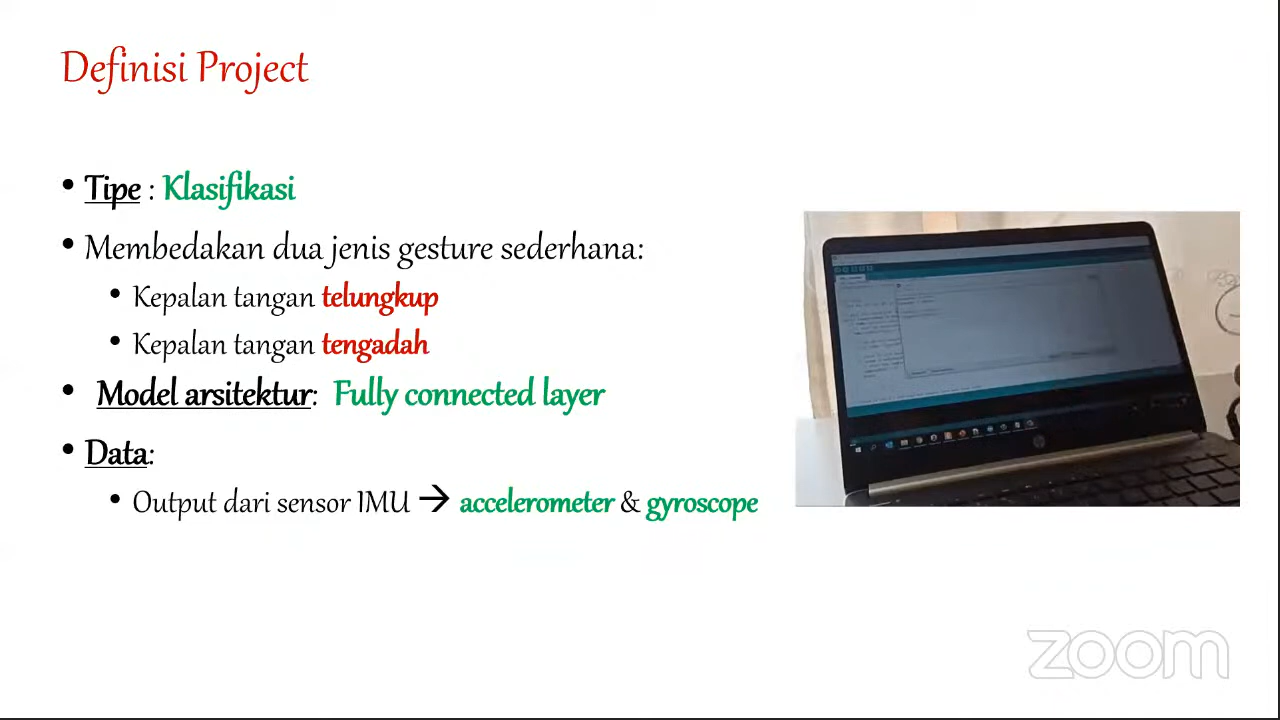 Definisi Project
• Tipe : Klasifikasi
• Membedakan dua jenis gesture sederhana:
• Kepalan tangan telungkup
• Kepalan tangan tengadah
• Model arsitektur: Fully connected layer
• Data:
• Output dari sensor IMU → accelerometer & gyroscope
zoom